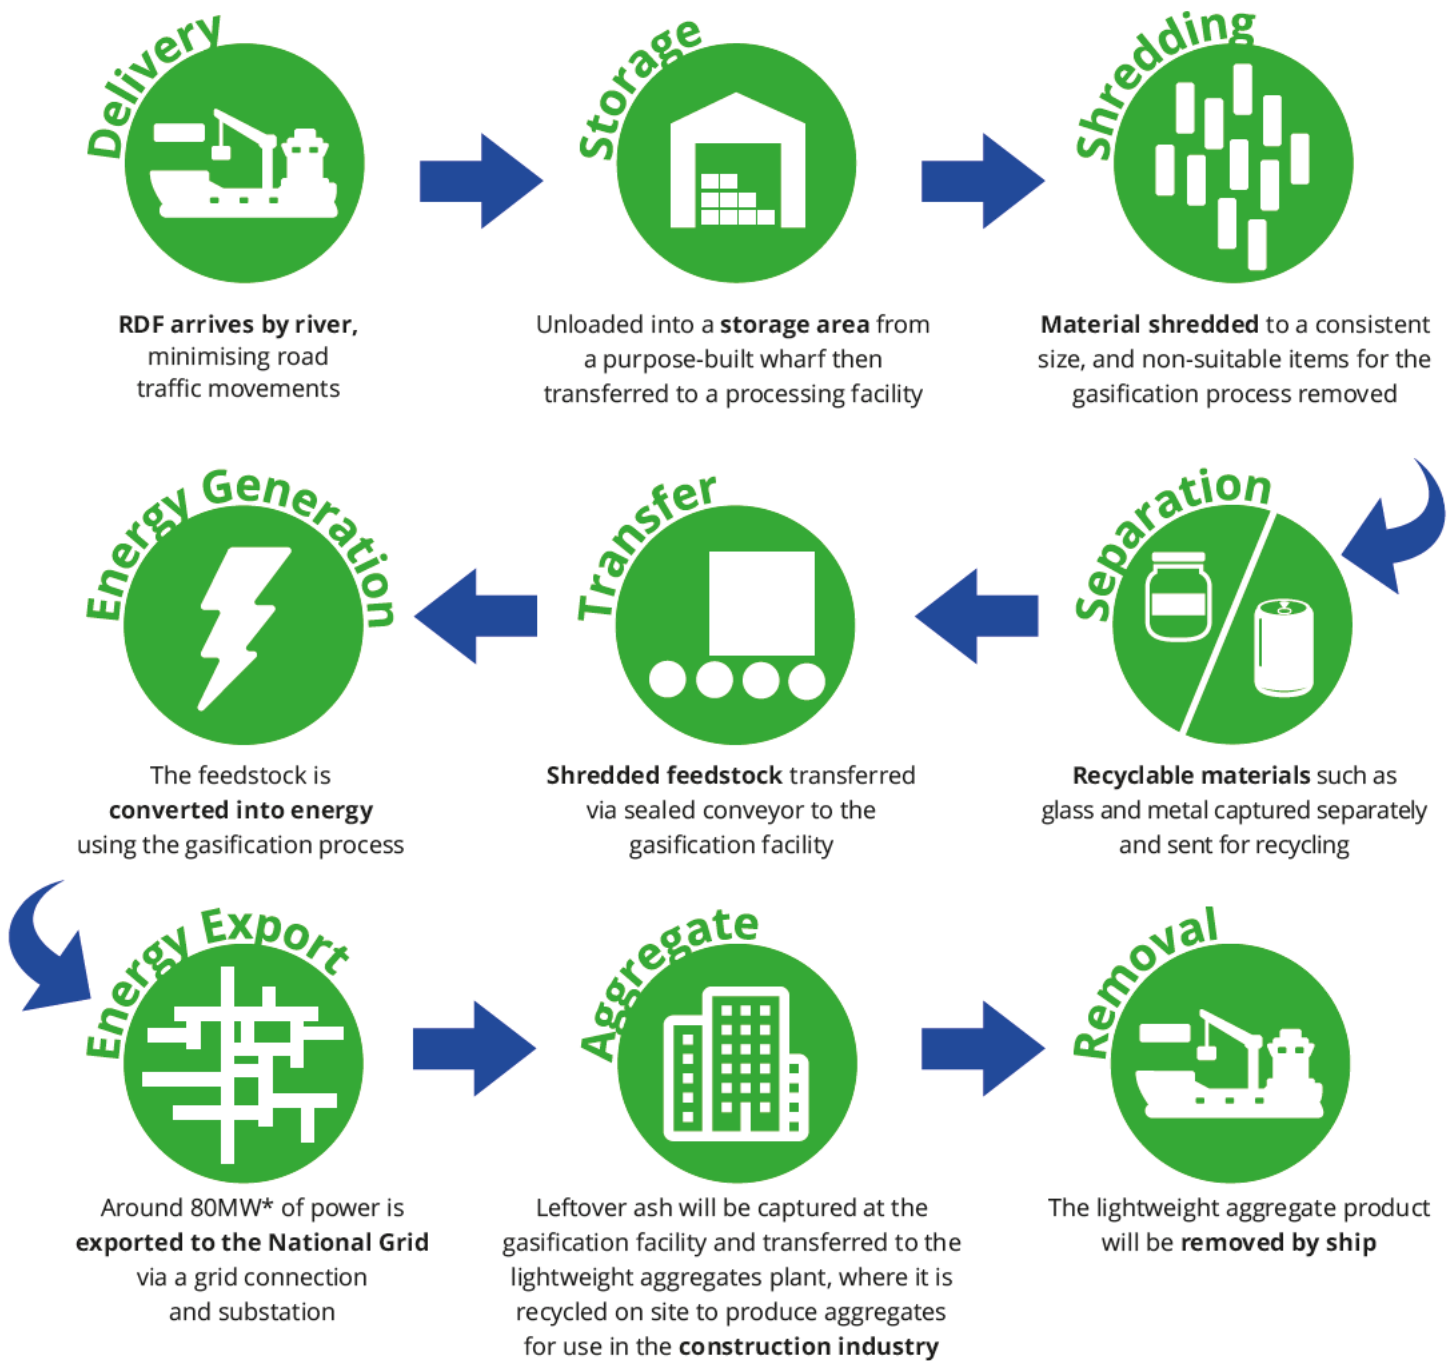 Delivery
RDF arrives by river,
minimising road
traffic movements
Storage
Unloaded into a storage area from
a purpose-built wharf then
transferred to a processing facility
Shredding
Material shredded to a consistent
size, and non-suitable items for the
gasification process removed
Separation
Recyclable materials such as
glass and metal captured separately
and sent for recycling
Transfer
Shredded feedstock transferred
via sealed conveyor to the
gasification facility
Energy Generation
The feedstock is
converted into energy
using the gasification process
Energy Export
Around 80MW* of power is
exported to the National Grid
via a grid connection
and substation
Aggregate
Leftover ash will be captured at the
gasification facility and transferred to the
lightweight aggregates plant, where it is
recycled on site to produce aggregates
for use in the construction industry
Removal
The lightweight aggregate product
will be removed by ship